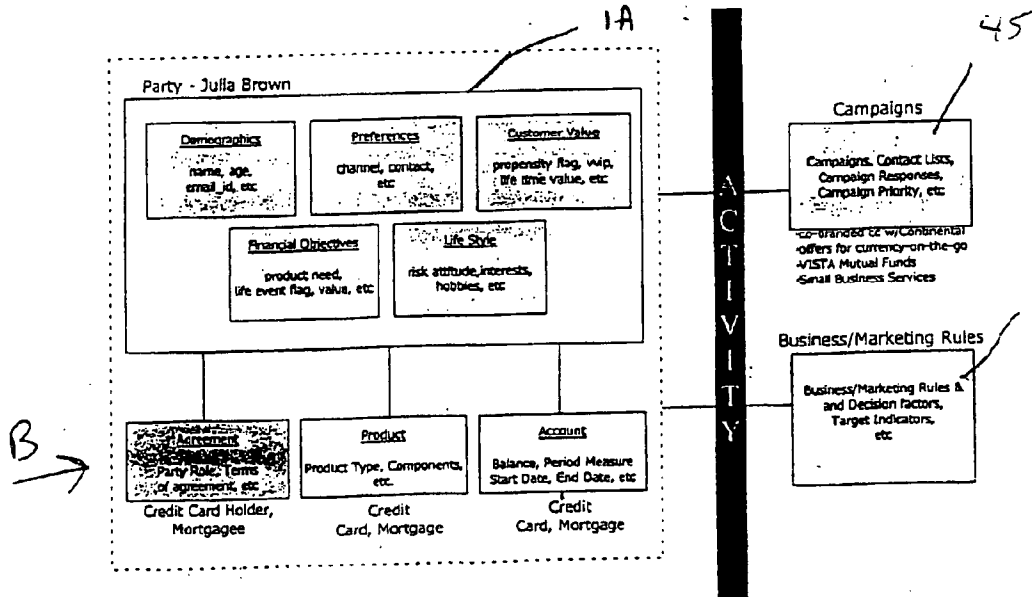 1A
45
Party - Julia Brown
Demographics
name, age,
email_id, etc
Preferences
channel, contact,
etc
Customer Value
propensity flag, vvip,
life time value, etc
Financial Objectives
product need,
life event flag, value, etc
Life Style
risk attitude,interests,
hobbies, etc
B
Agreement
Party Role, Terms
of agreement, etc
Credit Card Holder,
Mortgagee
Product
Product Type, Components,
etc.
Credit
Card, Mortgage
Account
Balance, Period Measure
Start Date, End Date, etc
Credit
Card, Mortgage
ACTIVITY
Campaigns
Campaigns, Contact Lists,
Campaign Responses,
Campaign Priority, etc
-co-branded cc w/Continental
-offers for currency-on-the-go
-VISTA Mutual Funds
-Small Business Services
Business/Marketing Rules
Business/Marketing Rules &
and Decision factors,
Target Indicators,
etc